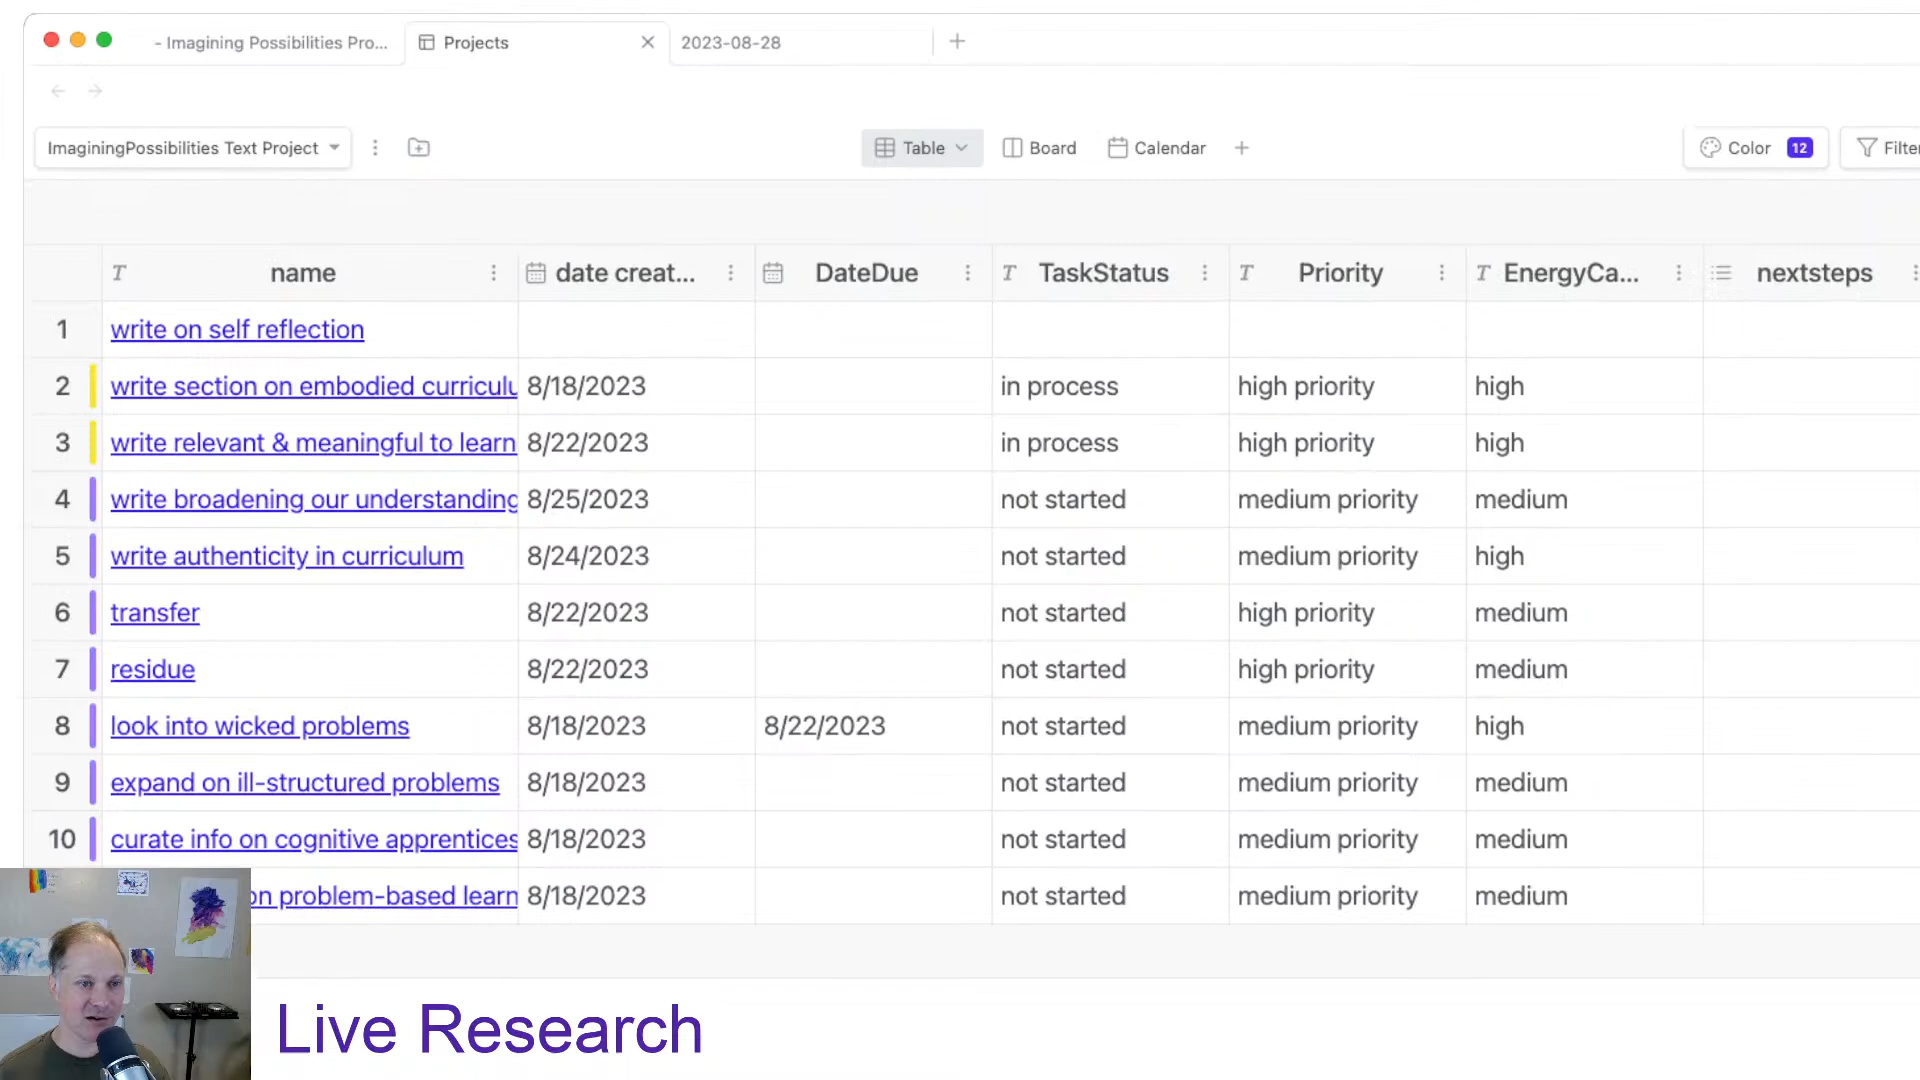 - Imagining Possibilities Pro...
Projects
2023-08-28
ImaginingPossibilities Text Project
Table
Board
Calendar
Color 12
Filte
name date creat... DateDue TaskStatus Priority EnergyCa... nextsteps
1 write on self reflection
2 write section on embodied curricul 8/18/2023 in process high priority high
3 write relevant & meaningful to learn 8/22/2023 in process high priority high
4 write broadening our understanding 8/25/2023 not started medium priority medium
5 write authenticity in curriculum 8/24/2023 not started medium priority high
6 transfer 8/22/2023 not started high priority medium
7 residue 8/22/2023 not started high priority medium
8 look into wicked problems 8/18/2023 8/22/2023 not started medium priority high
9 expand on ill-structured problems 8/18/2023 not started medium priority medium
10 curate info on cognitive apprentices 8/18/2023 not started medium priority medium
on problem-based learn 8/18/2023 not started medium priority medium
Live Research